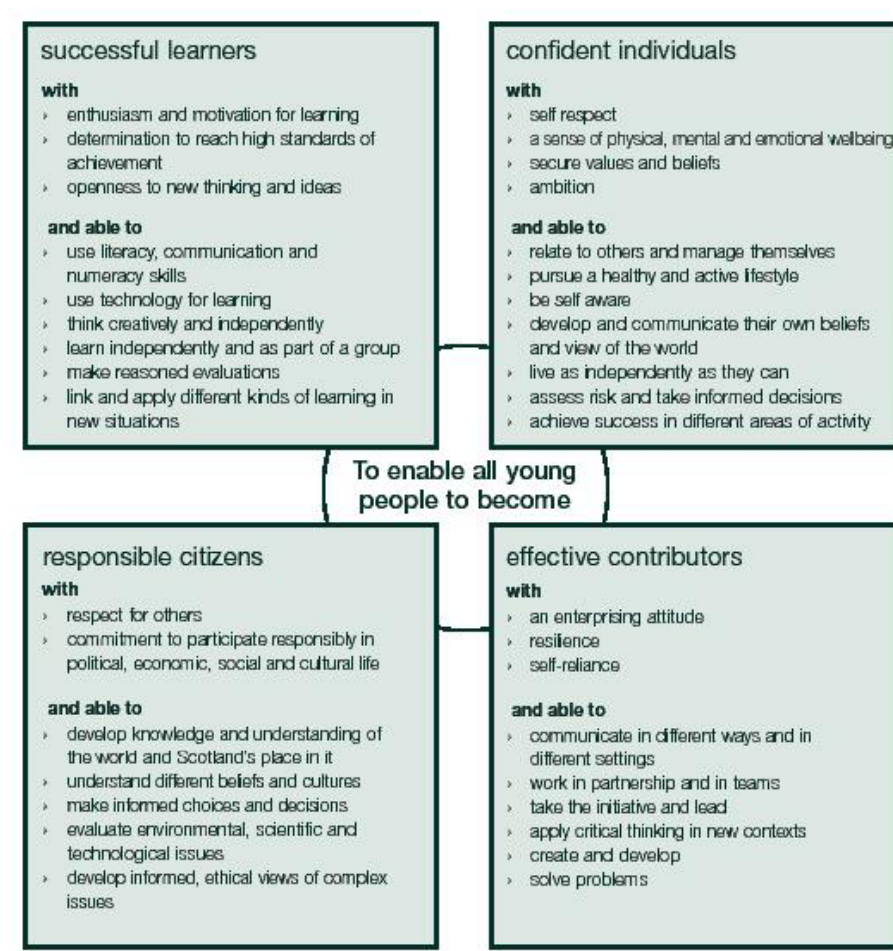 successful learners
with
› enthusiasm and motivation for learning
› determination to reach high standards of
achievement
› openness to new thinking and ideas
and able to
› use literacy, communication and
numeracy skills
› use technology for learning
› think creatively and independently
› learn independently and as part of a group
› make reasoned evaluations
› link and apply different kinds of learning in
new situations
confident individuals
with
› self respect
› a sense of physical, mental and emotional wellbeing
› secure values and beliefs
› ambition
and able to
› relate to others and manage themselves
› pursue a healthy and active lifestyle
› be self aware
› develop and communicate their own beliefs
and view of the world
› live as independently as they can
› assess risk and take informed decisions
› achieve success in different areas of activity
To enable all young
people to become
responsible citizens
with
› respect for others
› commitment to participate responsibly in
political, economic, social and cultural life
and able to
› develop knowledge and understanding of
the world and Scotland's place in it
› understand different beliefs and cultures
› make informed choices and decisions
› evaluate environmental, scientific and
technological issues
› develop informed, ethical views of complex
issues
effective contributors
with
› an enterprising attitude
› resilience
› self-reliance
and able to
› communicate in different ways and in
different settings
› work in partnership and in teams
› take the initiative and lead
› apply critical thinking in new contexts
› create and develop
› solve problems